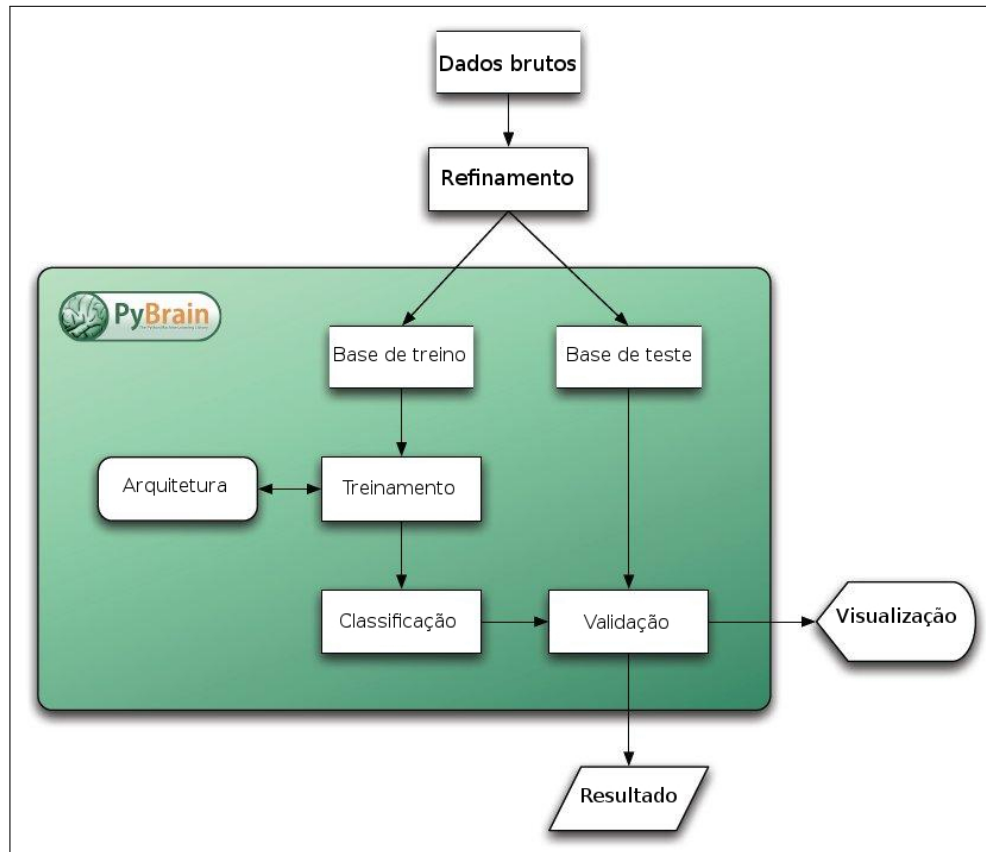 Dados brutos
Refinamento
PyBrain
Base de treino
Base de teste
Arquitetura
Treinamento
Classificação
Validação
Visualização
Resultado